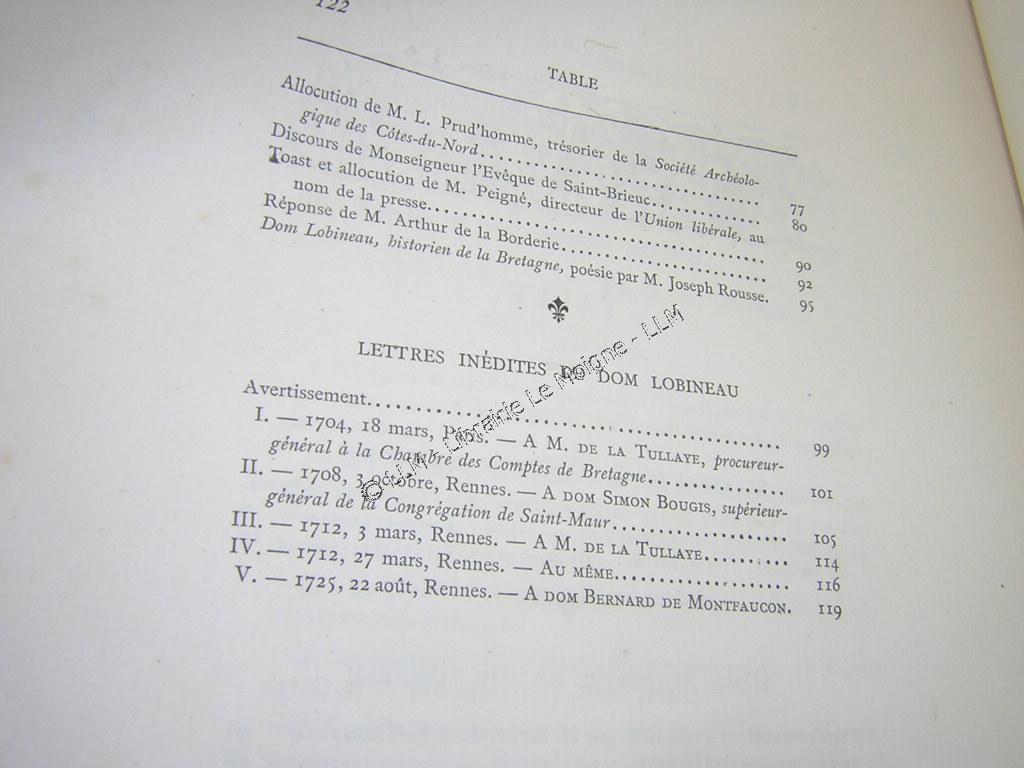 122
TABLE
Allocution de M. L. Prud'homme, trésorier de la Société Archéolo-
gique des Côtes-du-Nord.............................. 77
Discours de Monseigneur l'Evêque de Saint-Brieuc.............. 80
Toast et allocution de M. Peigné, directeur de l'Union libérale, au
nom de la presse.................................... 90
Réponse de M. Arthur de la Borderie......................... 92
Dom Lobineau, historien de la Bretagne, poésie par M. Joseph Rousse. 95
LETTRES INÉDITES DE DOM LOBINEAU
Avertissement........................................ 99
I. — 1704, 18 mars, Paris. — A M. DE LA TULLAYE, procureur-
général à la Chambre des Comptes de Bretagne................ 101
II. — 1708, 3 octobre, Rennes. — A DOM SIMON BOUGIS, supérieur-
général de la Congrégation de Saint-Maur.................... 105
III. — 1712, 3 mars, Rennes. — A M. DE LA TULLAYE.......... 114
IV. — 1712, 27 mars, Rennes. — AU MÊME.................... 116
V. — 1725, 22 août, Rennes. — A DOM BERNARD DE MONTFAUCON. 119
© LLM - Librairie Le Moigne - LLM